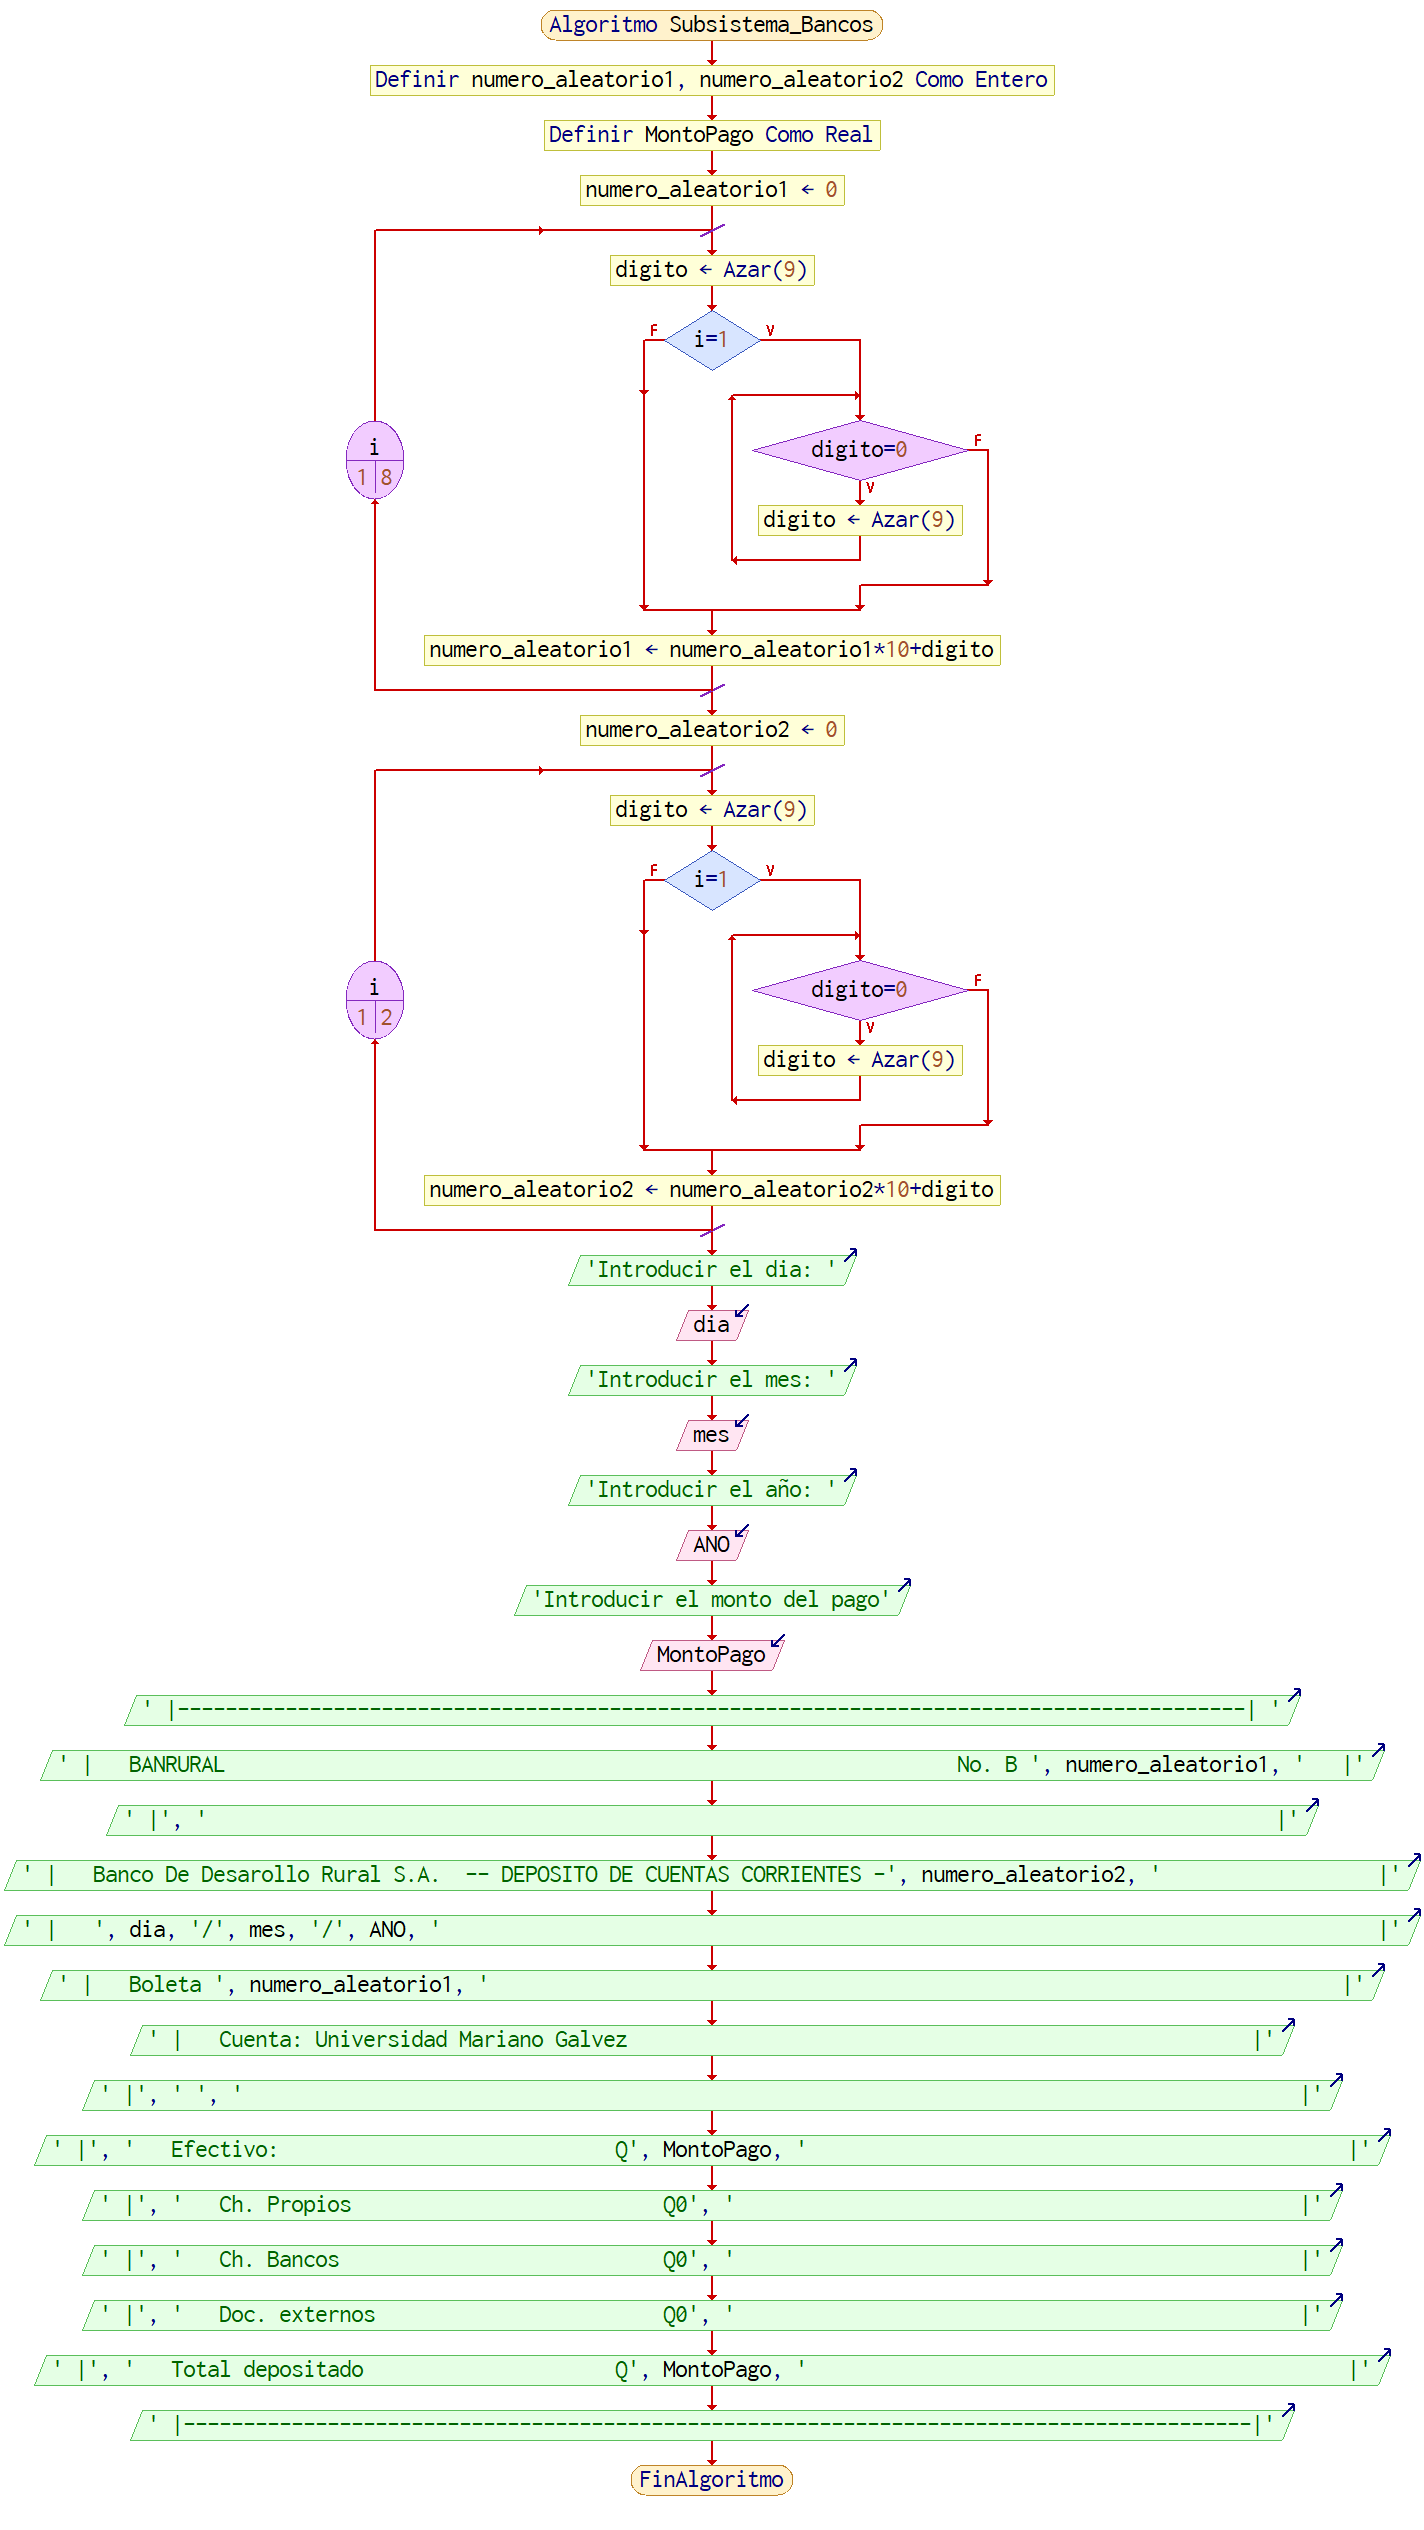 Algoritmo Subsistema_Bancos
Definir numero_aleatorio1, numero_aleatorio2 Como Entero
Definir MontoPago Como Real
numero_aleatorio1 ← 0
digito ← Azar(9)
F i=1 V
digito=0 F
i
1 8
V
digito ← Azar(9)
numero_aleatorio1 ← numero_aleatorio1*10+digito
numero_aleatorio2 ← 0
digito ← Azar(9)
F i=1 V
digito=0 F
i
1 2
V
digito ← Azar(9)
numero_aleatorio2 ← numero_aleatorio2*10+digito
'Introducir el dia: '
dia
'Introducir el mes: '
mes
'Introducir el año: '
ANO
'Introducir el monto del pago'
MontoPago
' |-----------------------------------------------------------------------------------------| '
' |   BANRURAL                                                             No. B ', numero_aleatorio1, '   |'
' |', '                                                                                         |'
' |   Banco De Desarollo Rural S.A.  -- DEPOSITO DE CUENTAS CORRIENTES -', numero_aleatorio2, '                  |'
' |   ', dia, '/', mes, '/', ANO, '                                                                              |'
' |   Boleta ', numero_aleatorio1, '                                                                       |'
' |   Cuenta: Universidad Mariano Galvez                                                    |'
' |', ' ', '                                                                                        |'
' |', '   Efectivo:                            Q', MontoPago, '                                             |'
' |', '   Ch. Propios                          Q0', '                                               |'
' |', '   Ch. Bancos                           Q0', '                                               |'
' |', '   Doc. externos                        Q0', '                                               |'
' |', '   Total depositado                     Q', MontoPago, '                                             |'
' |-----------------------------------------------------------------------------------------|'
FinAlgoritmo